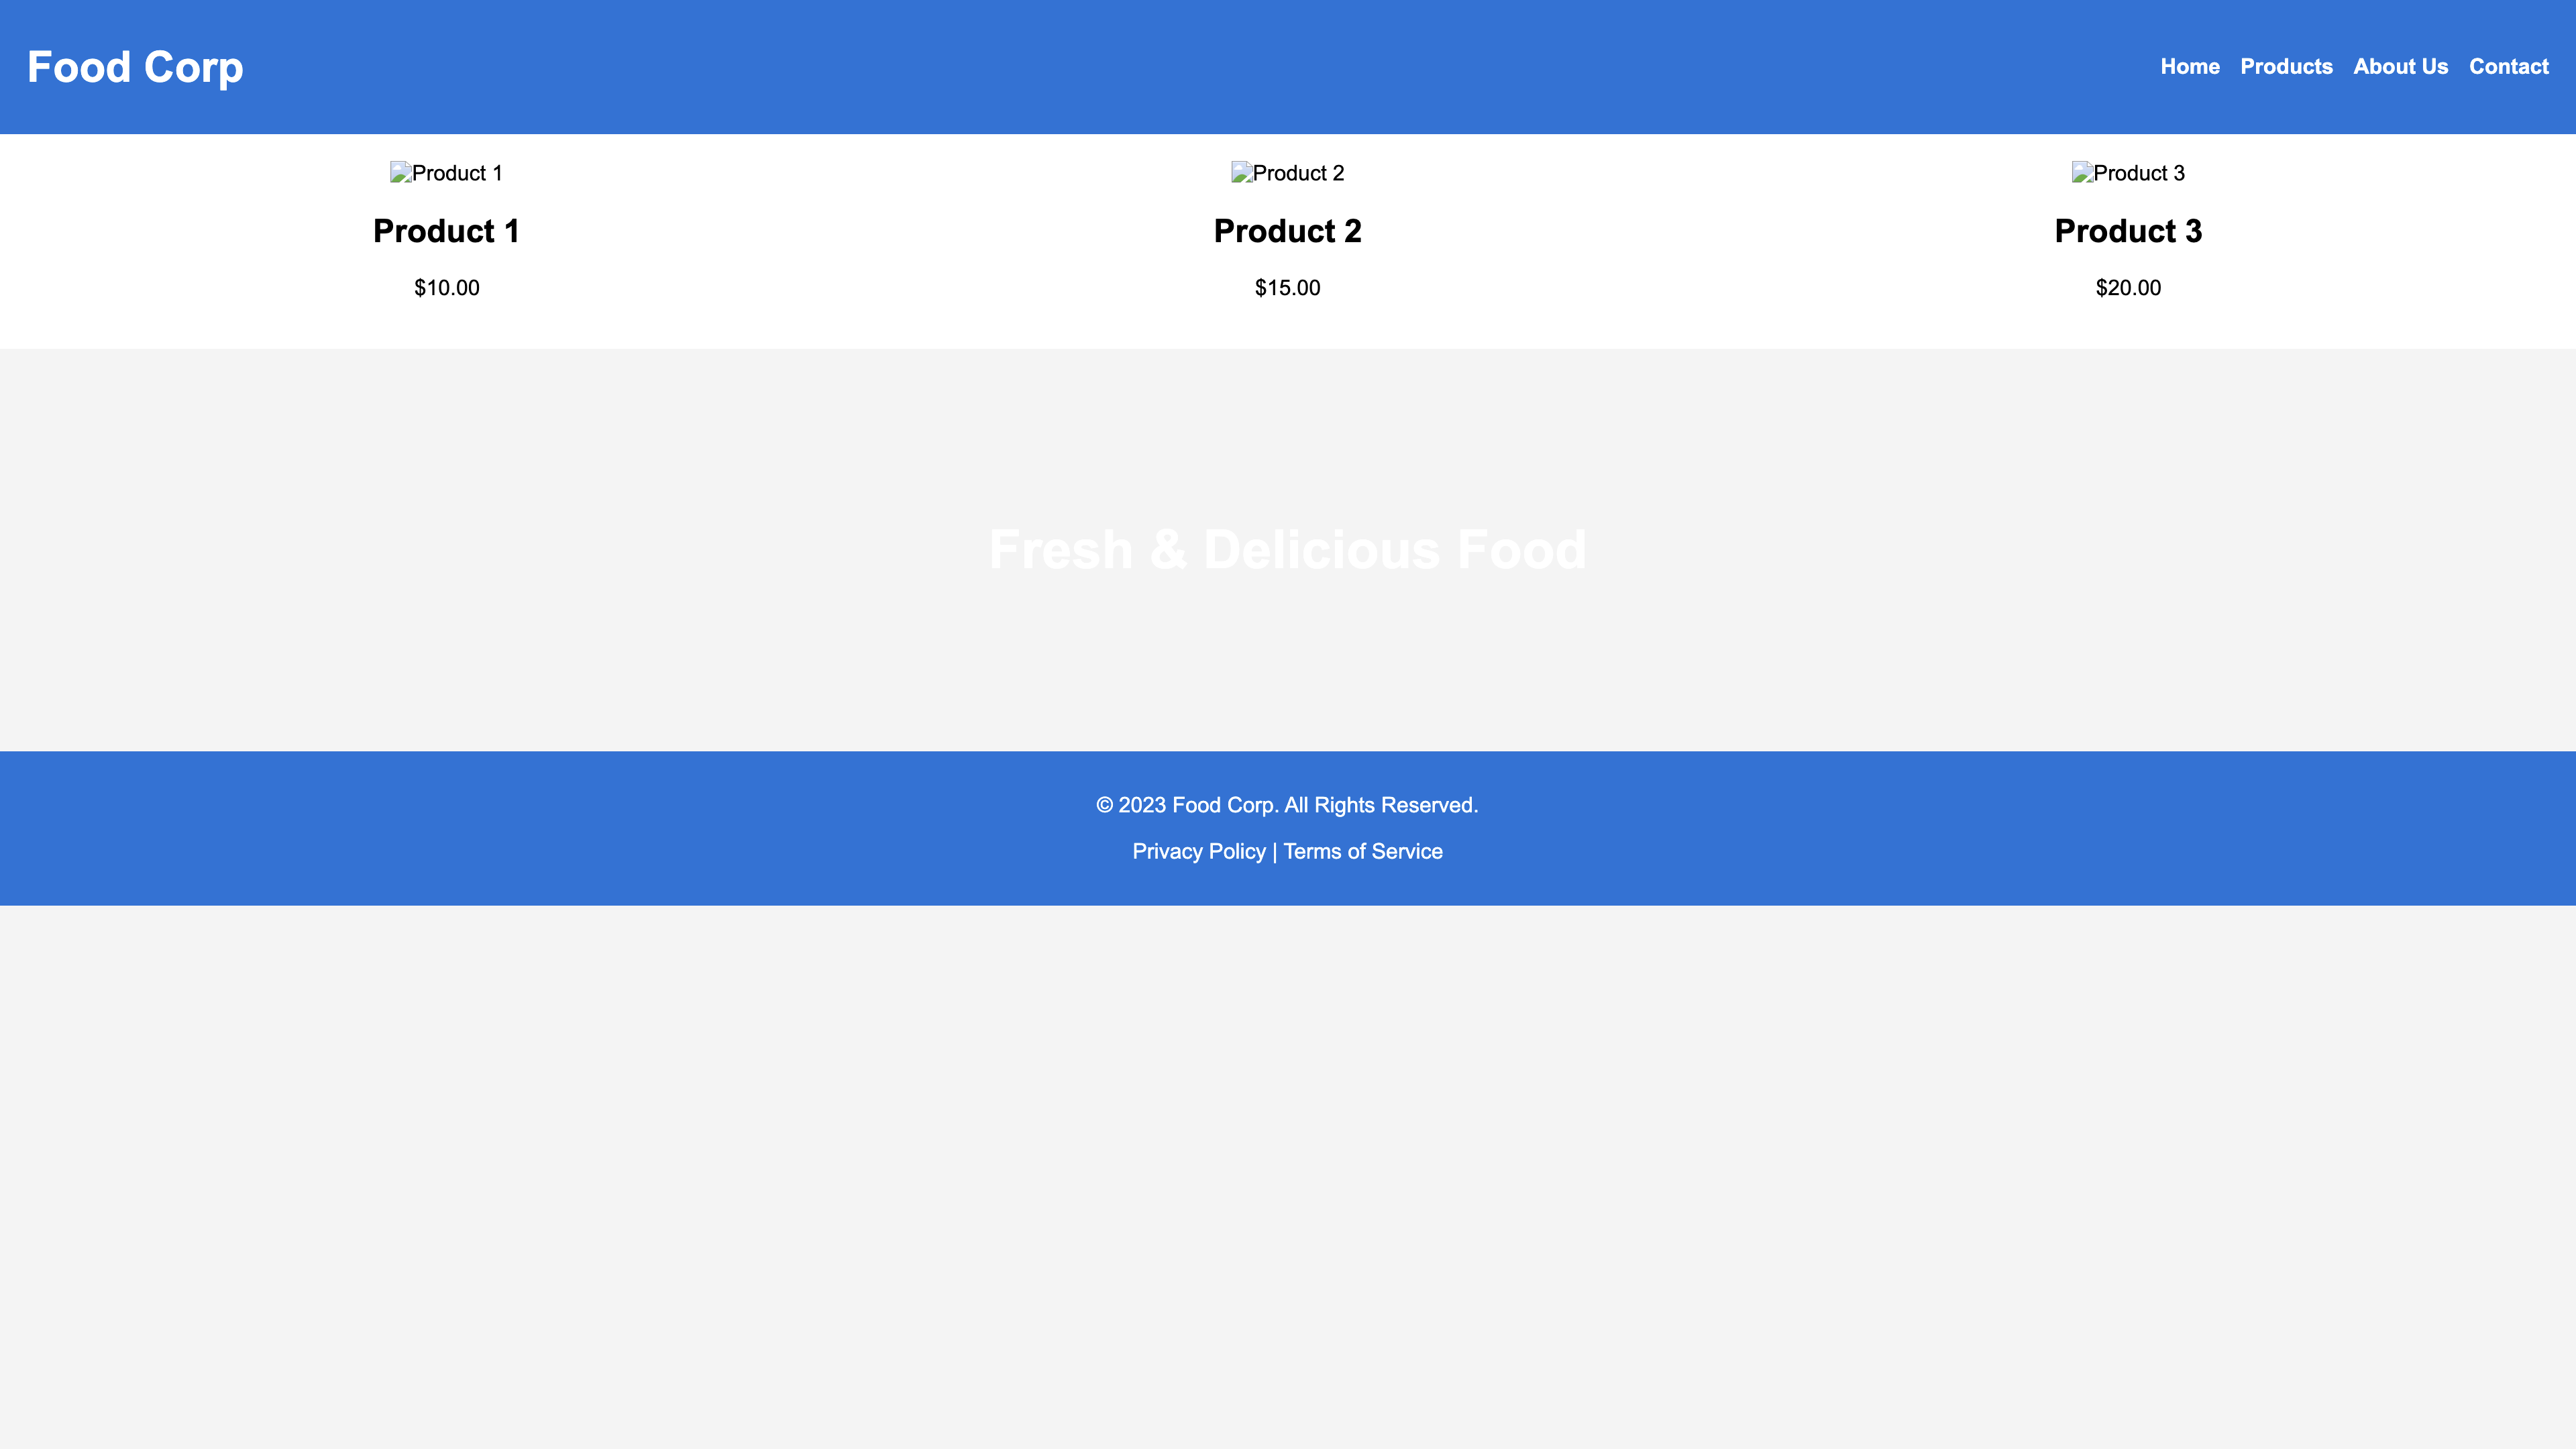 Food Corp
Home Products About Us Contact
Product 1 Product 2 Product 3
Product 1 Product 2 Product 3
$10.00 $15.00 $20.00
Fresh & Delicious Food
© 2023 Food Corp. All Rights Reserved.
Privacy Policy | Terms of Service